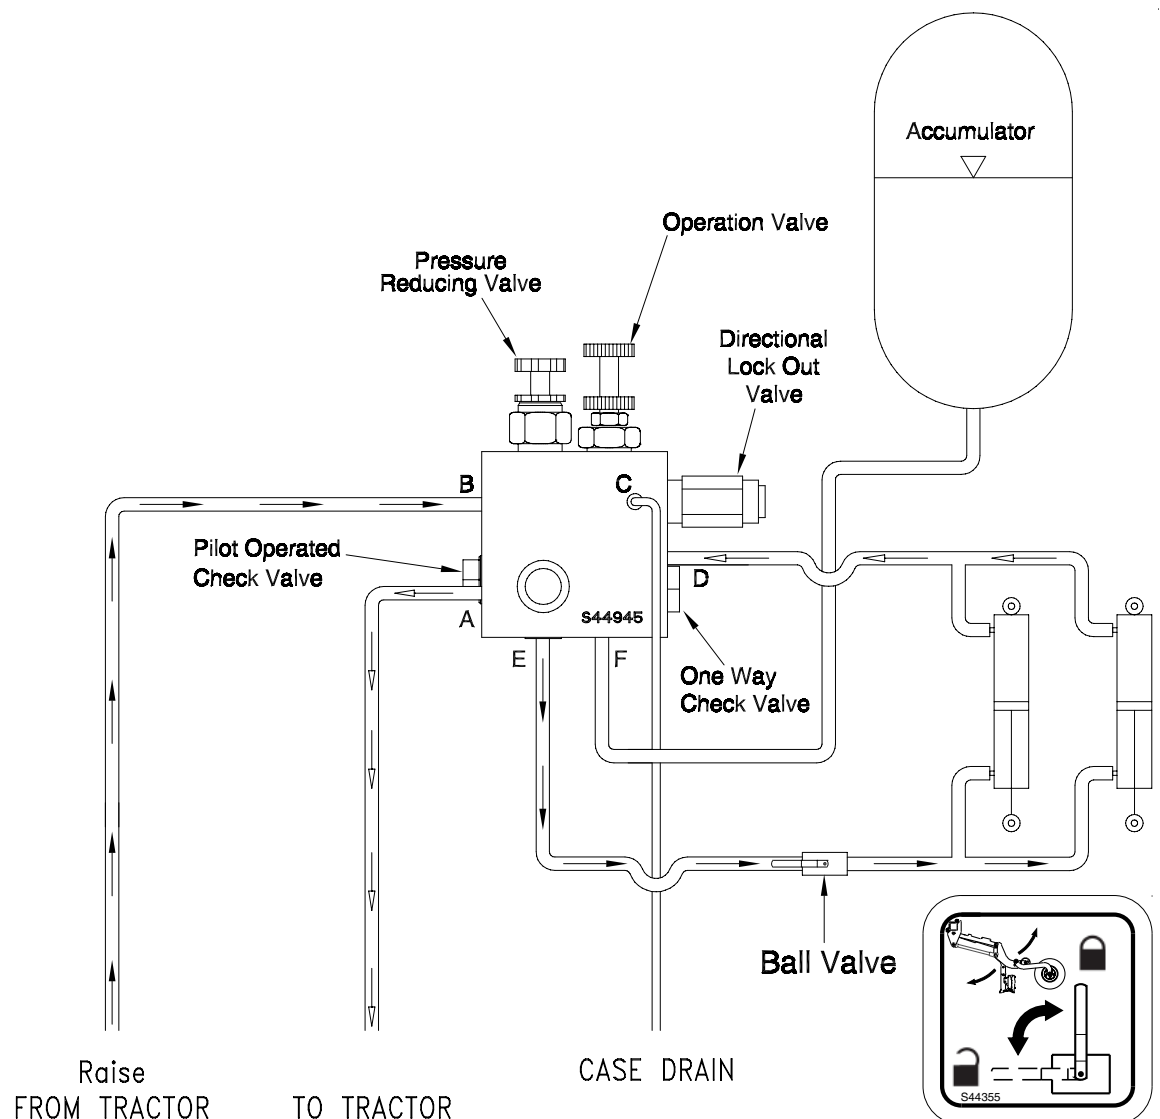 Accumulator
Operation Valve
Pressure
Reducing Valve
Directional
Lock Out
Valve
B
C
Pilot Operated
Check Valve
D
A
S44945
E
F
One Way
Check Valve
Ball Valve
S44355
Raise
FROM TRACTOR
TO TRACTOR
CASE DRAIN